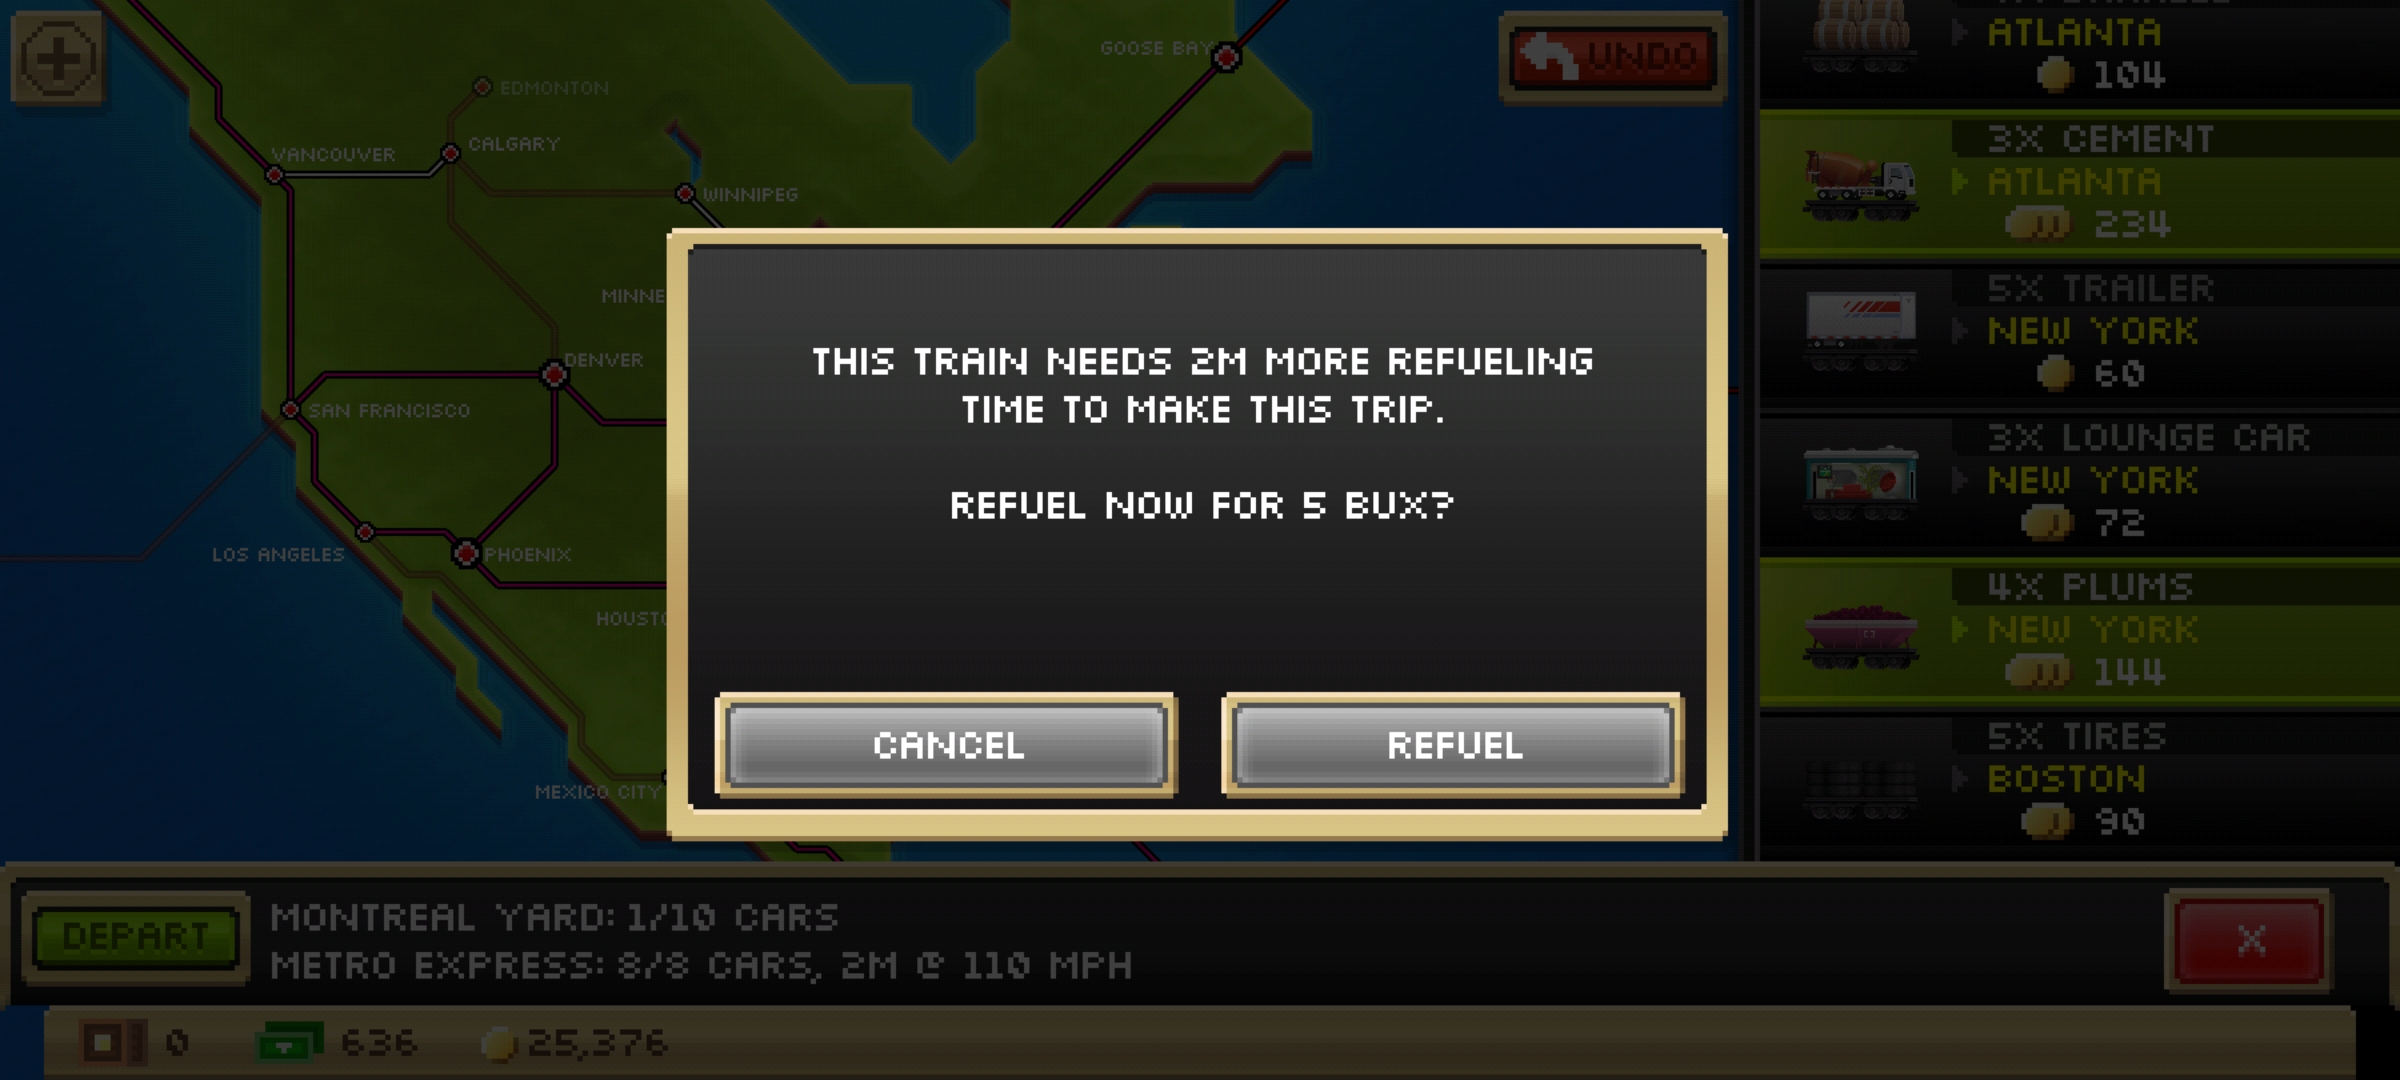 EDMONTON
CALGARY
VANCOUVER
WINNIPEG
GOOSE BAY
UNDO
MINNE
DENVER
SAN FRANCISCO
LOS ANGELES
PHOENIX
HOUSTO
MEXICO CITY
THIS TRAIN NEEDS 2M MORE REFUELING
TIME TO MAKE THIS TRIP.
REFUEL NOW FOR 5 BUX?
CANCEL
REFUEL
ATLANTA
104
3X CEMENT
ATLANTA
234
5X TRAILER
NEW YORK
60
3X LOUNGE CAR
NEW YORK
72
4X PLUMS
NEW YORK
144
5X TIRES
BOSTON
90
DEPART
MONTREAL YARD: 1/10 CARS
METRO EXPRESS: 8/8 CARS, 2M @ 110 MPH
X
0
636
25,376